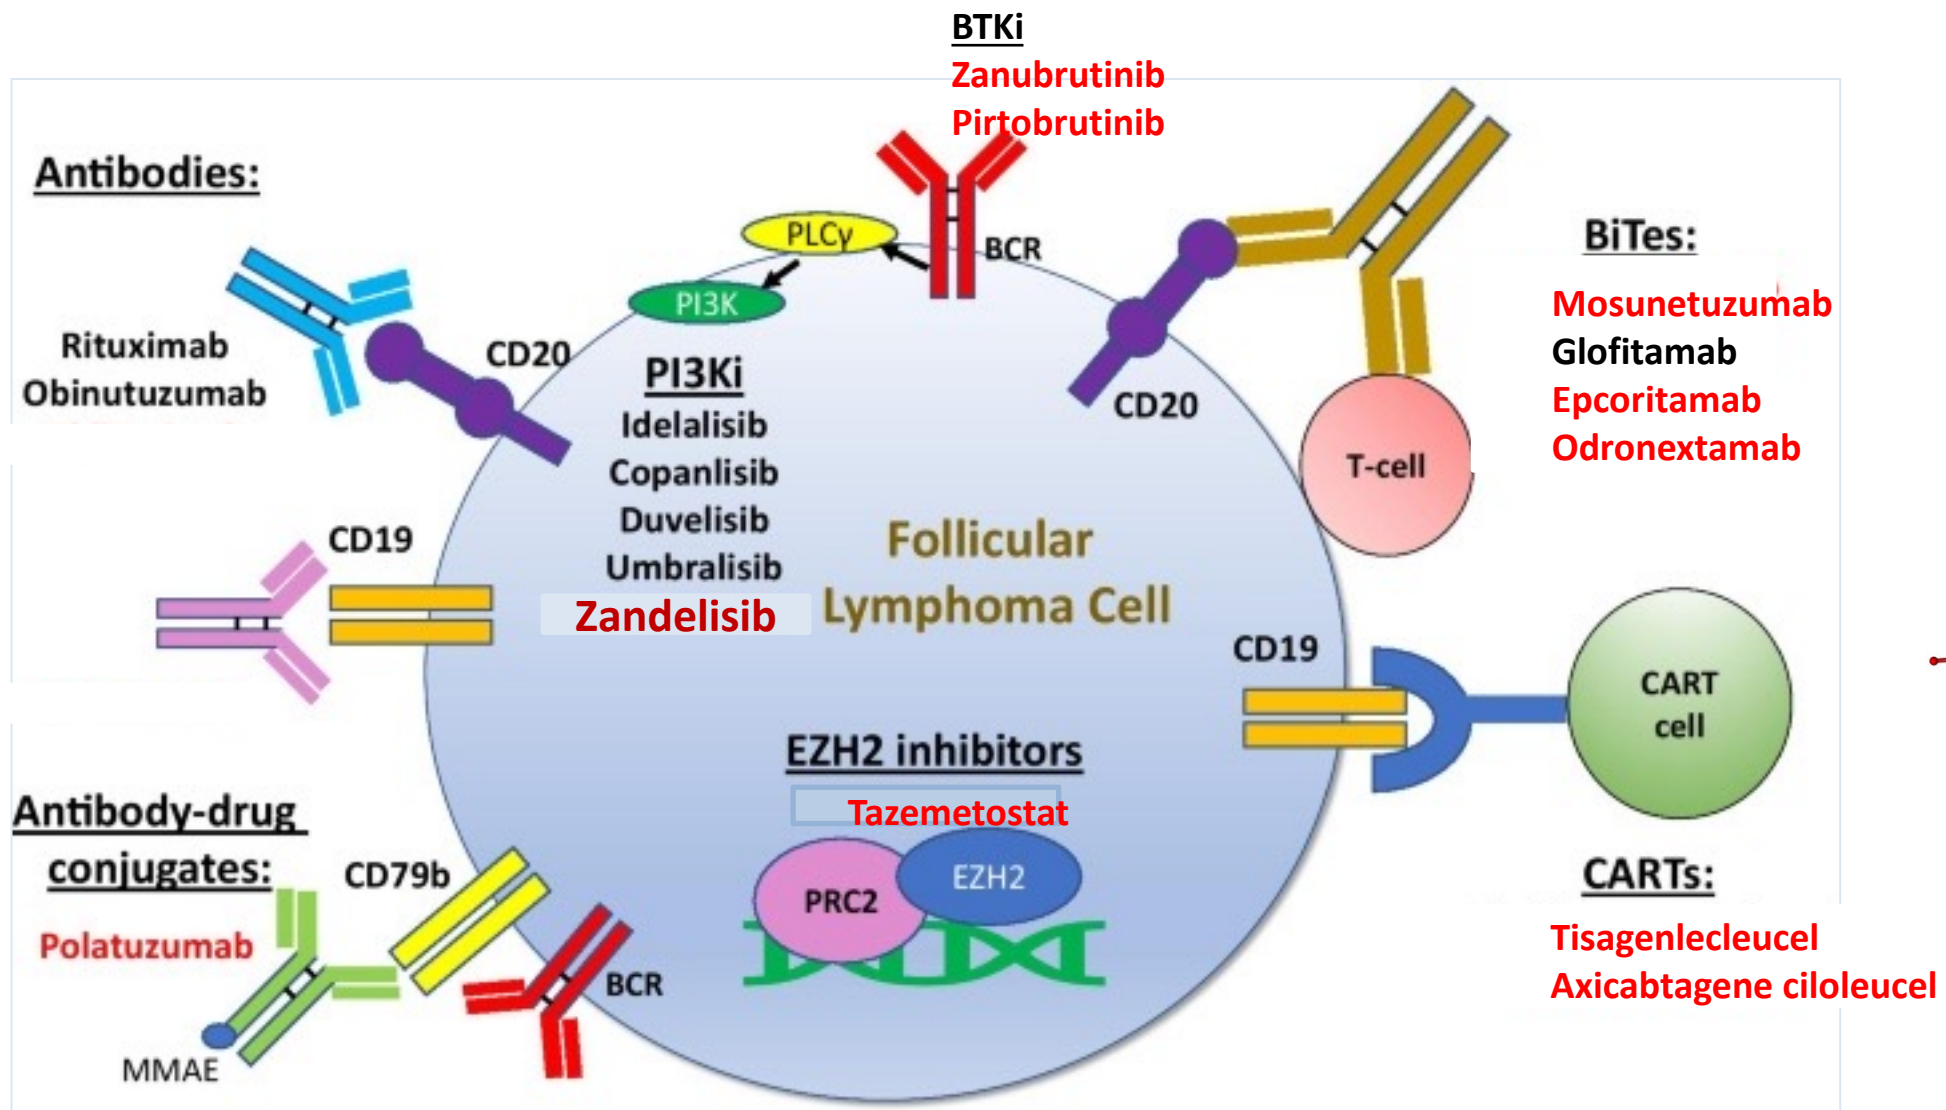 BTKi
Zanubrutinib
Pirtobrutinib
Antibodies:
Rituximab
Obinutuzumab
CD20
PLCγ
PI3K
BCR
PI3Ki
Idelalisib
Copanlisib
Duvelisib
Umbralisib
Zandelisib
Follicular
Lymphoma Cell
CD20
T-cell
BiTes:
Mosunetuzumab
Glofitamab
Epcoritamab
Odronextamab
CD19
CD19
CART
cell
EZH2 inhibitors
Tazemetostat
PRC2
EZH2
Antibody-drug
conjugates:
Polatuzumab
CD79b
BCR
MMAE
CARTs:
Tisagenlecleucel
Axicabtagene ciloleucel